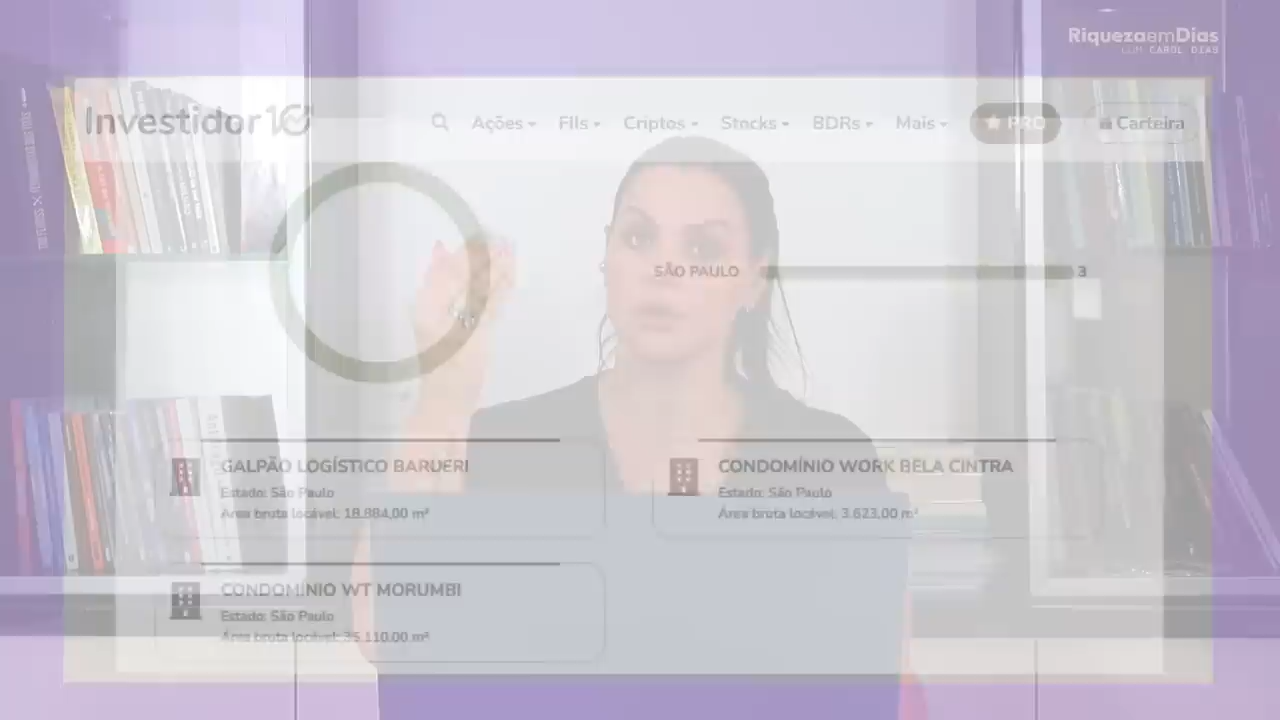 RiquezaemDias
COM CAROL DIAS
Investidor10
Ações
FIIs
Criptos
Stocks
BDRs
Mais
PRO
Carteira
SÃO PAULO
3
GALPÃO LOGÍSTICO BARUERI
Estado: São Paulo
Área bruta locável: 18.884,00 m²
CONDOMÍNIO WORK BELA CINTRA
Estado: São Paulo
Área bruta locável: 3.623,00 m²
CONDOMÍNIO WT MORUMBI
Estado: São Paulo
Área bruta locável: 35.110,00 m²